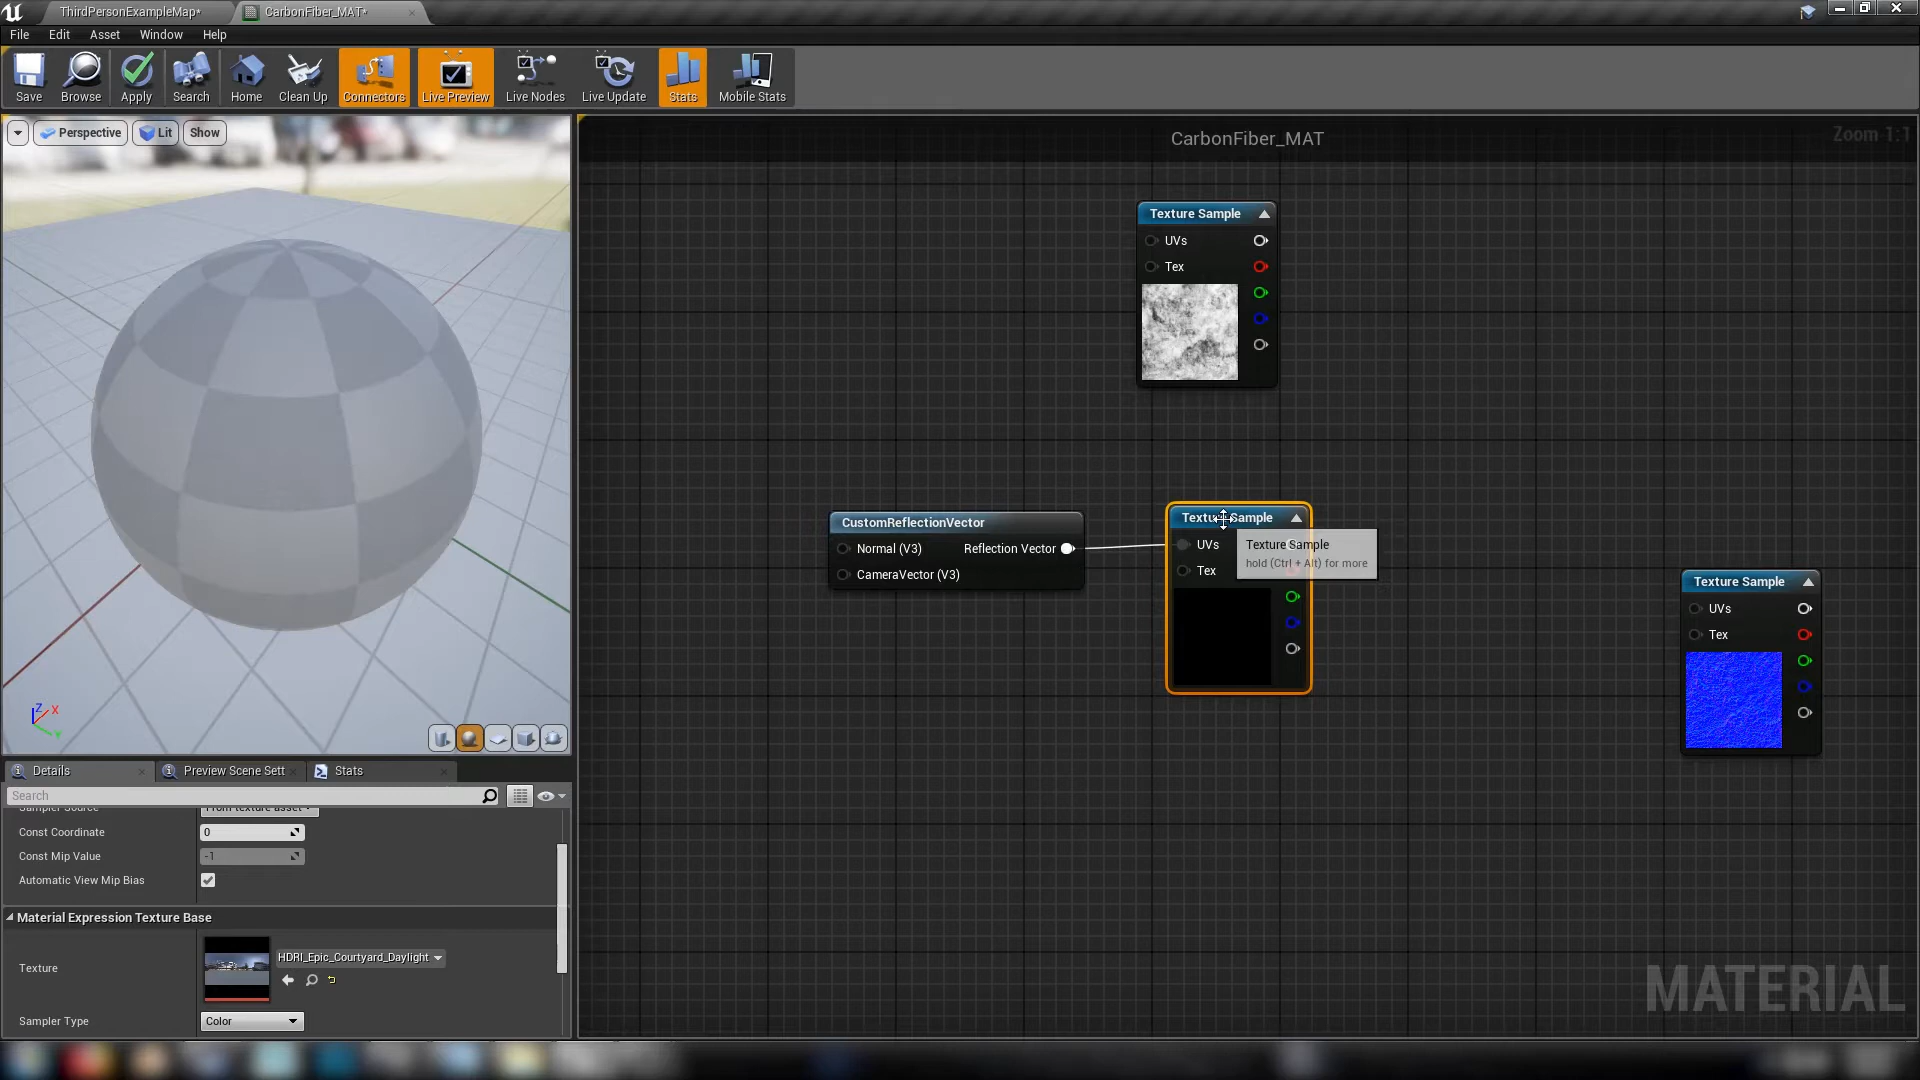 ThirdPersonExampleMap*
CarbonFiber_MAT*
File Edit Asset Window Help
Save Browse Apply Search Home Clean Up Connectors Live Preview Live Nodes Live Update Stats Mobile Stats
Perspective Lit Show
CarbonFiber_MAT
Zoom 1:1
Texture Sample
UVs
Tex
CustomReflectionVector
Normal (V3) Reflection Vector
CameraVector (V3)
Texture Sample
UVs
Tex
Texture Sample
hold (Ctrl + Alt) for more
Texture Sample
UVs
Tex
Z X
Y
Details Preview Scene Sett Stats
Search
Sampler Source From texture asset
Const Coordinate 0
Const Mip Value -1
Automatic View Mip Bias
Material Expression Texture Base
Texture HDRI_Epic_Courtyard_Daylight
Sampler Type Color
MATERIAL